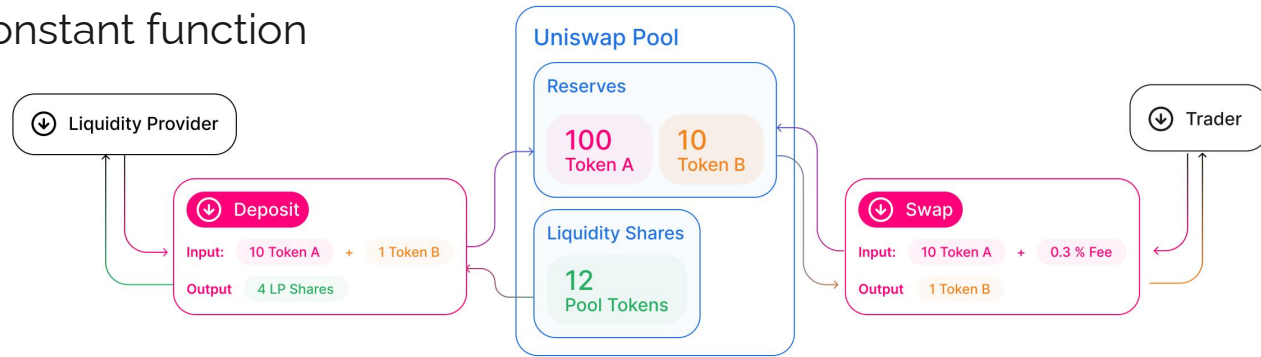 onstant function
Liquidity Provider
Deposit
Input: 10 Token A + 1 Token B
Output 4 LP Shares
Uniswap Pool
Reserves
100
Token A
10
Token B
Liquidity Shares
12
Pool Tokens
Trader
Swap
Input: 10 Token A + 0.3 % Fee
Output 1 Token B